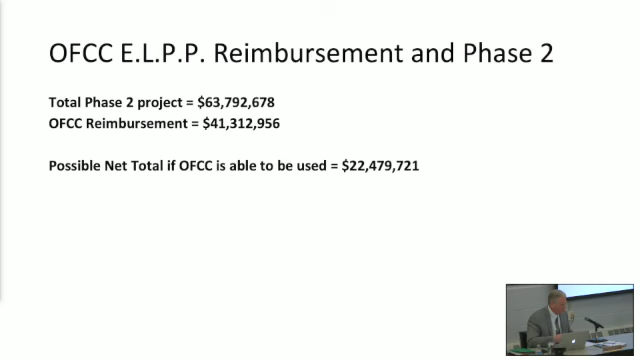 OFCC E.L.P.P. Reimbursement and Phase 2
Total Phase 2 project = $63,792,678
OFCC Reimbursement = $41,312,956
Possible Net Total if OFCC is able to be used = $22,479,721